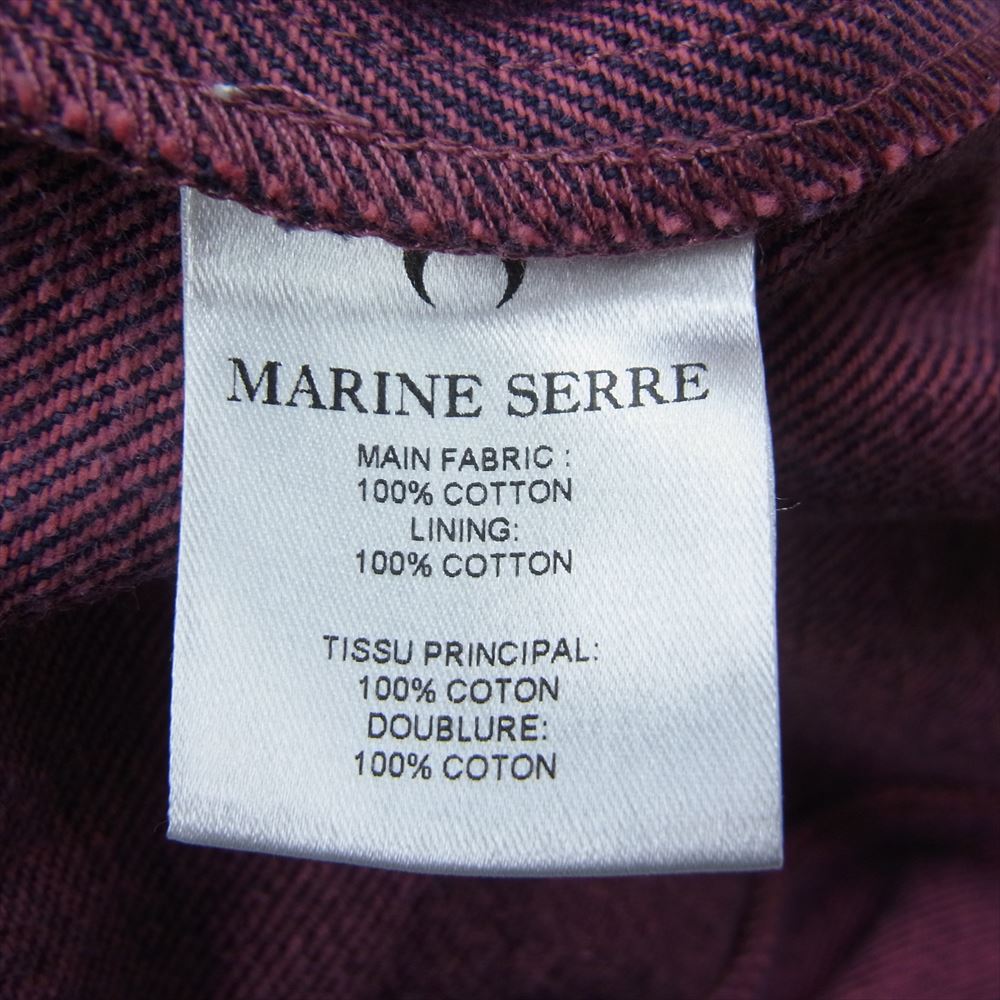 MARINE SERRE
MAIN FABRIC :
100% COTTON
LINING:
100% COTTON
TISSU PRINCIPAL:
100% COTON
DOUBLURE:
100% COTON